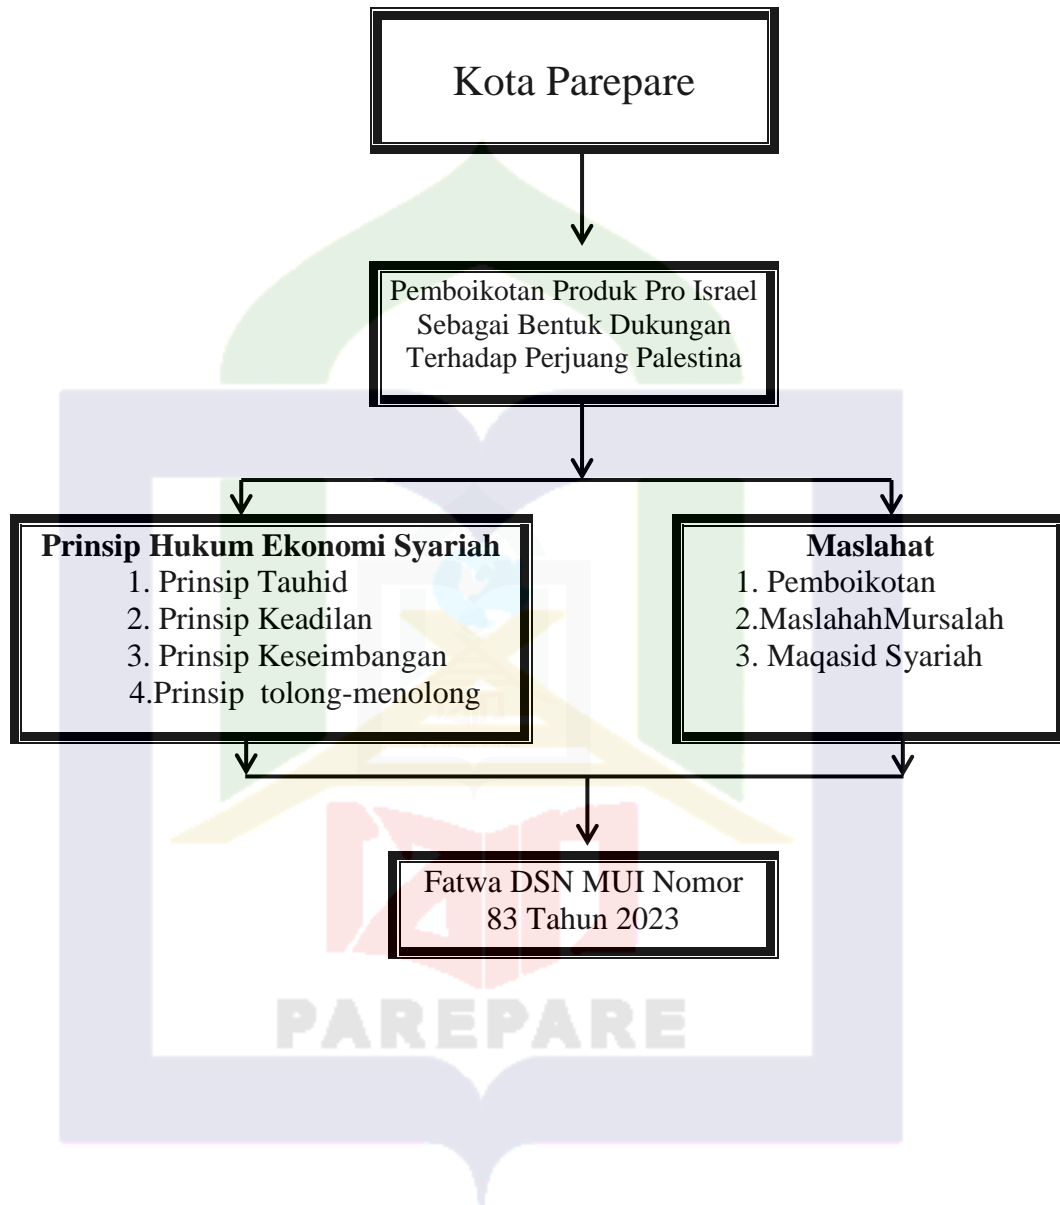 Kota Parepare
Pemboikotan Produk Pro Israel
Sebagai Bentuk Dukungan
Terhadap Perjuang Palestina
Prinsip Hukum Ekonomi Syariah
1. Prinsip Tauhid
2. Prinsip Keadilan
3. Prinsip Keseimbangan
4.Prinsip tolong-menolong
Maslahat
1. Pemboikotan
2.MaslahahMursalah
3. Maqasid Syariah
Fatwa DSN MUI Nomor
83 Tahun 2023
PAREPARE